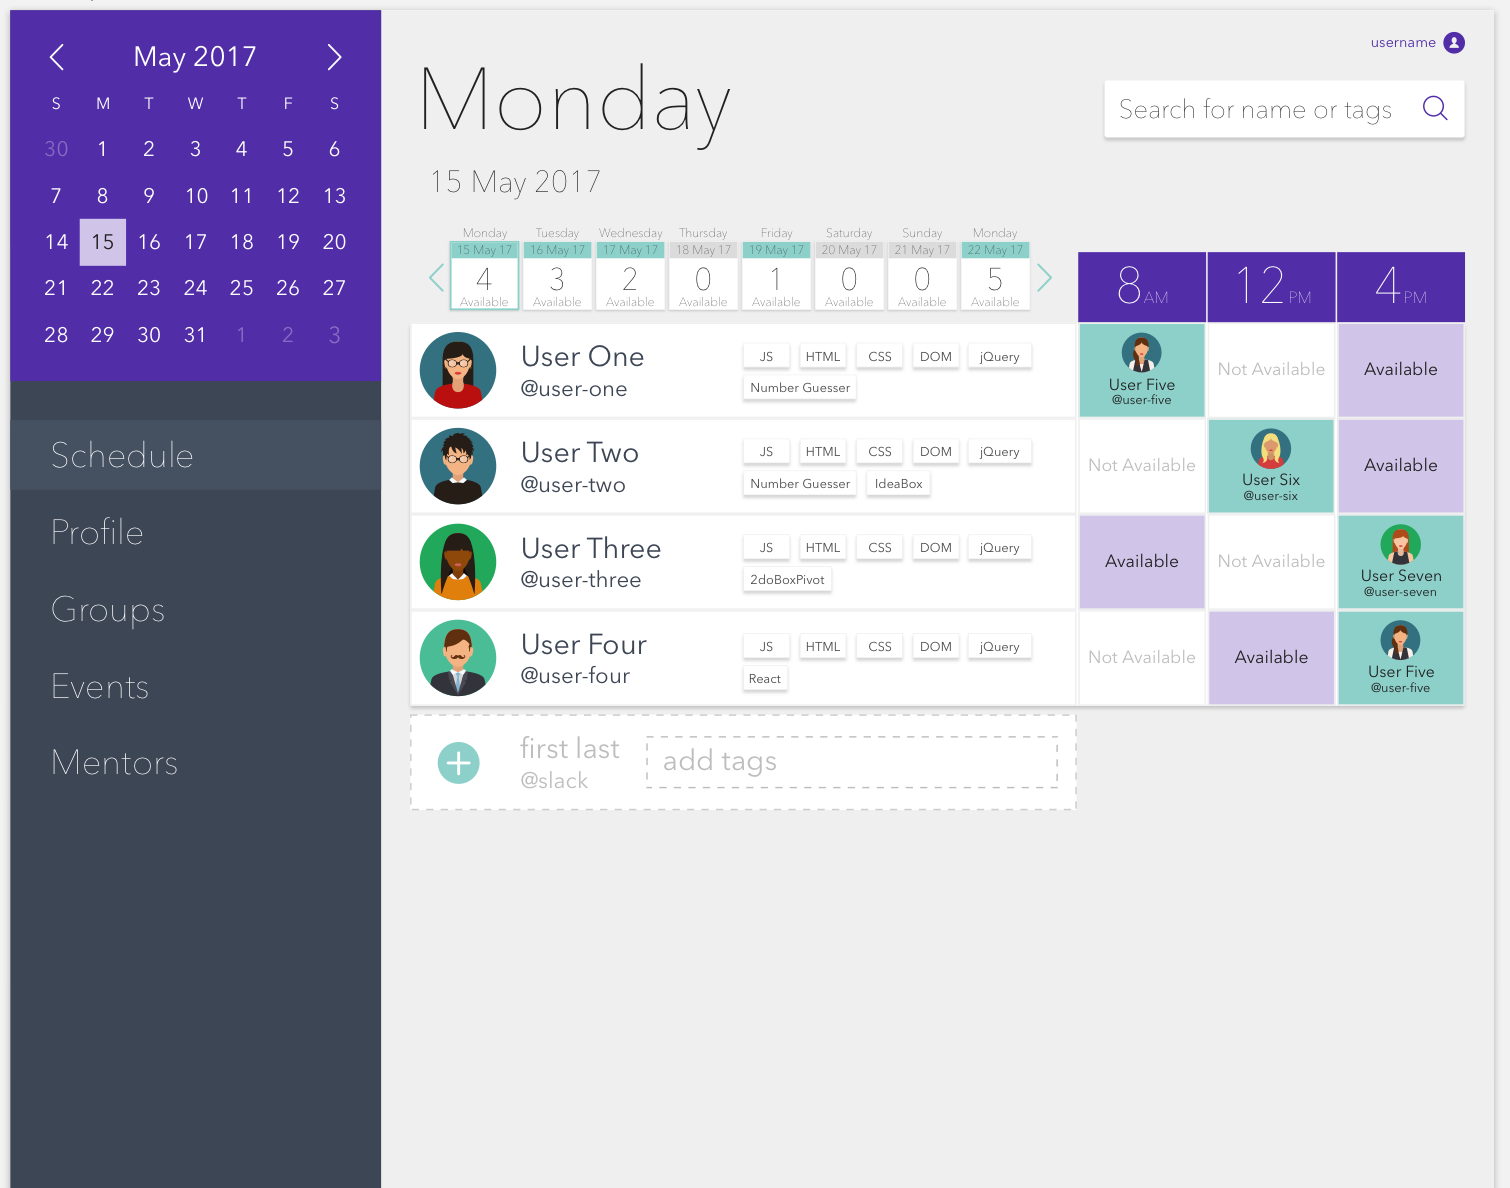 May 2017
S M T W T F S
30 1 2 3 4 5 6
7 8 9 10 11 12 13
14 15 16 17 18 19 20
21 22 23 24 25 26 27
28 29 30 31 1 2 3
Schedule
Profile
Groups
Events
Mentors
username
Monday
Search for name or tags
15 May 2017
Monday Tuesday Wednesday Thursday Friday Saturday Sunday Monday
15 May 17 16 May 17 17 May 17 18 May 17 19 May 17 20 May 17 21 May 17 22 May 17
4 3 2 0 1 0 0 5
Available Available Available Available Available Available Available Available
8 AM 12 PM 4 PM
User One
@user-one
JS HTML CSS DOM jQuery
Number Guesser
User Five
@user-five
Not Available
Available
User Two
@user-two
JS HTML CSS DOM jQuery
Number Guesser IdeaBox
Not Available
User Six
@user-six
Available
User Three
@user-three
JS HTML CSS DOM jQuery
2doBoxPivot
Available
Not Available
User Seven
@user-seven
User Four
@user-four
JS HTML CSS DOM jQuery
React
Not Available
Available
User Five
@user-five
first last
@slack
add tags